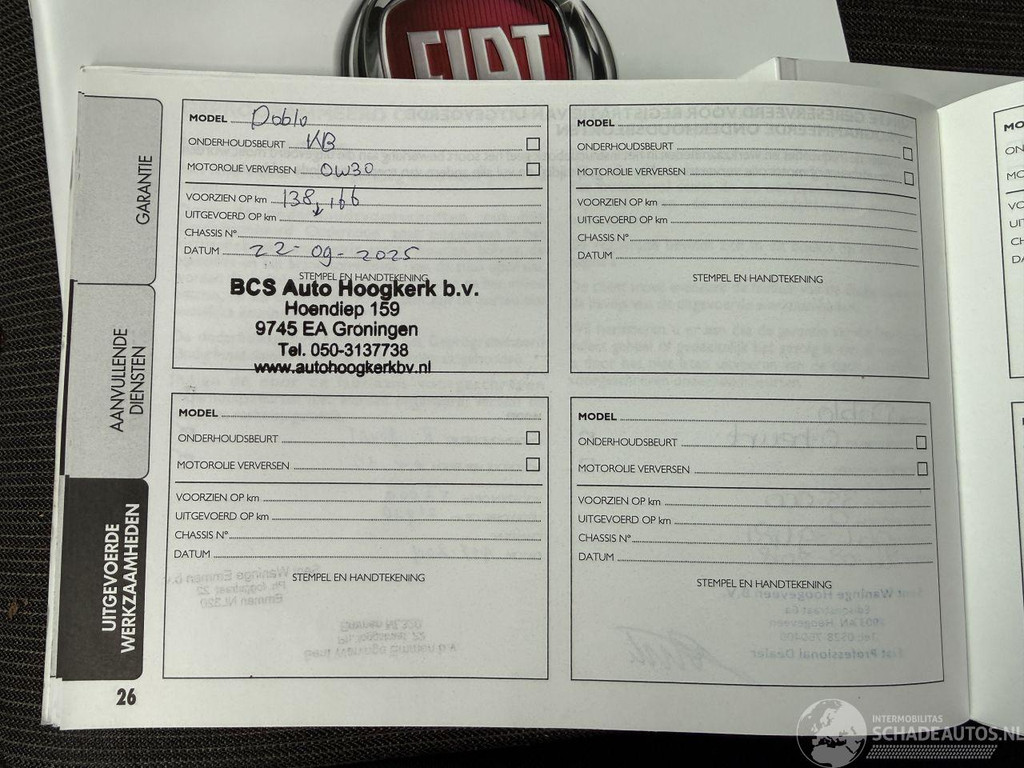 FIAT
GARANTIE
AANVULLENDE
DIENSTEN
UITGEVOERDE
WERKZAAMHEDEN
MODEL Doblo
ONDERHOUDSBEURT KB
MOTOROLIE VERVERSEN 0W30
VOORZIEN OP km 138,166
UITGEVOERD OP km
CHASSIS N°
DATUM 22-09-2025
STEMPEL EN HANDTEKENING
BCS Auto Hoogkerk b.v.
Hoendiep 159
9745 EA Groningen
Tel. 050-3137738
www.autohoogkerkbv.nl
MODEL
ONDERHOUDSBEURT
MOTOROLIE VERVERSEN
VOORZIEN OP km
UITGEVOERD OP km
CHASSIS N°
DATUM
STEMPEL EN HANDTEKENING
MODEL
ONDERHOUDSBEURT
MOTOROLIE VERVERSEN
VOORZIEN OP km
UITGEVOERD OP km
CHASSIS N°
DATUM
STEMPEL EN HANDTEKENING
MODEL
ONDERHOUDSBEURT
MOTOROLIE VERVERSEN
VOORZIEN OP km
UITGEVOERD OP km
CHASSIS N°
DATUM
STEMPEL EN HANDTEKENING
26
INTERMOBILITAS
SCHADEAUTOS.NL